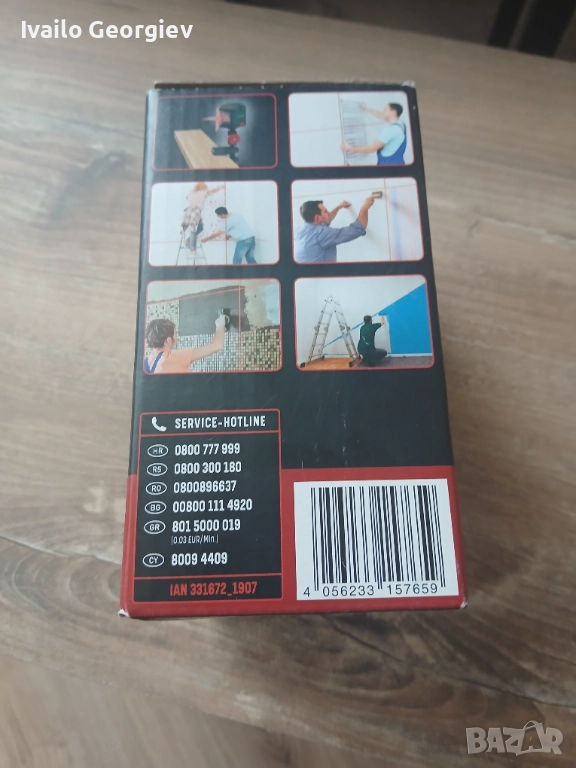 Ivailo Georgiev
SERVICE-HOTLINE
HR 0800 777 999
RS 0800 300 180
RO 0800896637
BG 00800 111 4920
GR 801 5000 019
(0,03 EUR/Min.)
CY 8009 4409
IAN 331672_1907
4 056233 157659
BAZAR